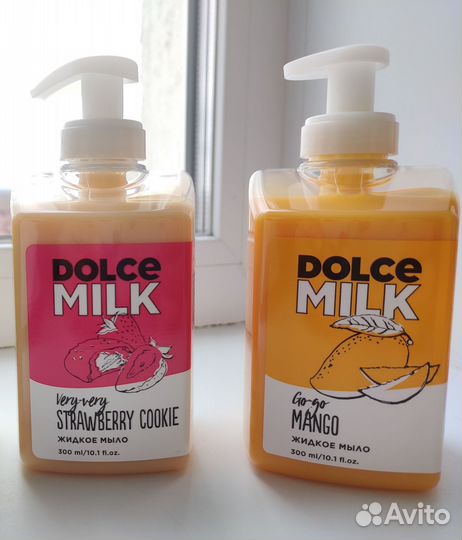 DOLCE
MILK
Very-very
STRAWBERRY COOKIE
ЖИДКОЕ МЫЛО
300 ml/10.1 fl.oz.
DOLCE
MILK
Go-go
MANGO
ЖИДКОЕ МЫЛО
300 ml/10.1 fl.oz.
Avito